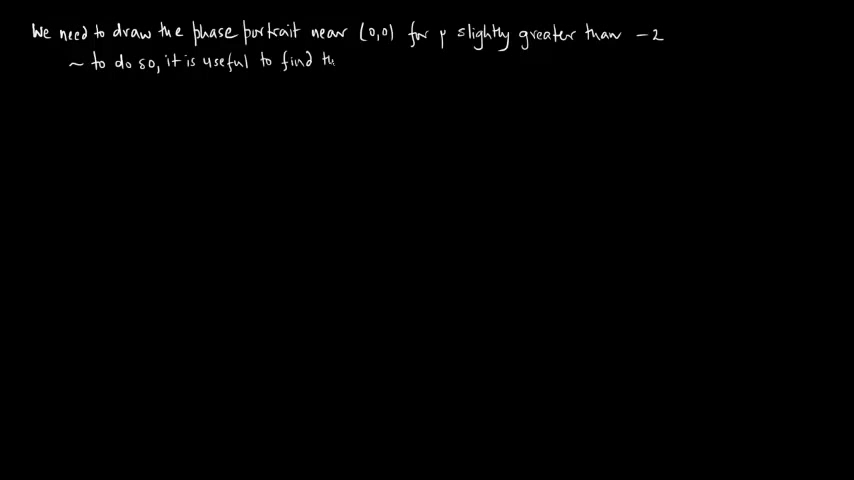 We need to draw the phase portrait near (0,0) for μ slightly greater than -2
~ to do so, it is useful to find th